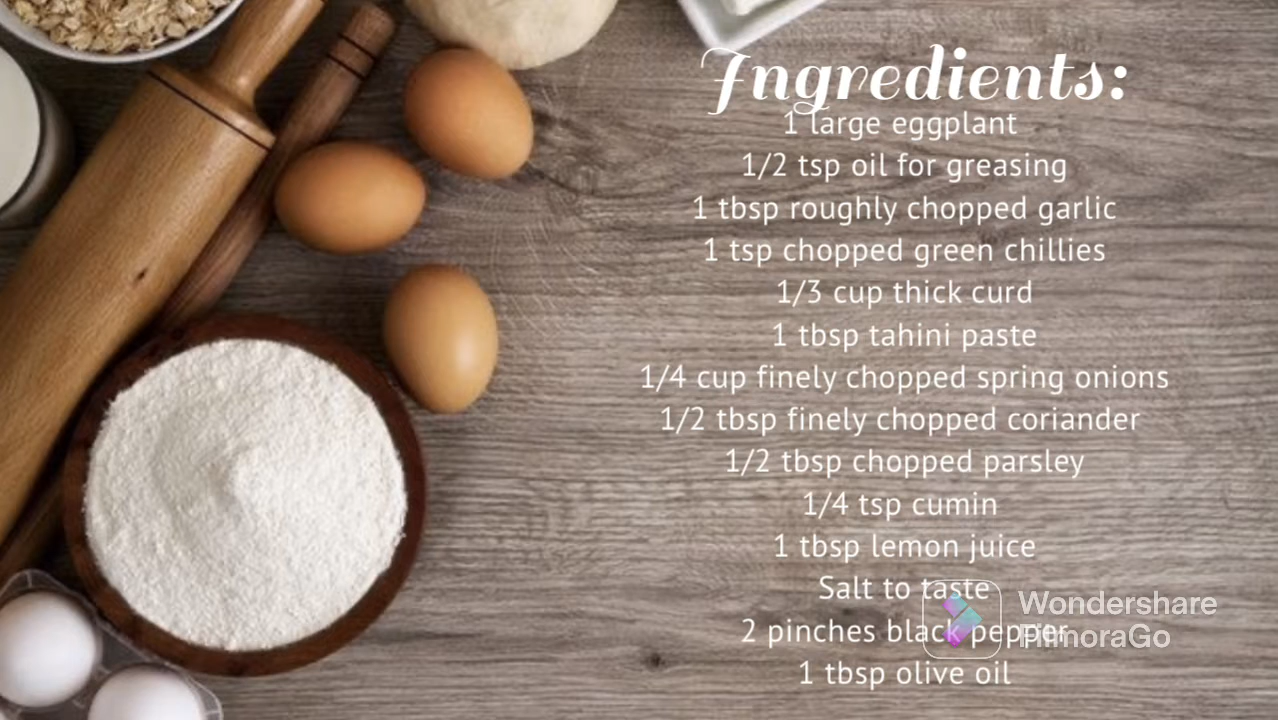 Ingredients:
1 large eggplant
1/2 tsp oil for greasing
1 tbsp roughly chopped garlic
1 tsp chopped green chillies
1/3 cup thick curd
1 tbsp tahini paste
1/4 cup finely chopped spring onions
1/2 tbsp finely chopped coriander
1/2 tbsp chopped parsley
1/4 tsp cumin
1 tbsp lemon juice
Salt to taste
2 pinches black pepper
1 tbsp olive oil
Wondershare
FilmoraGo